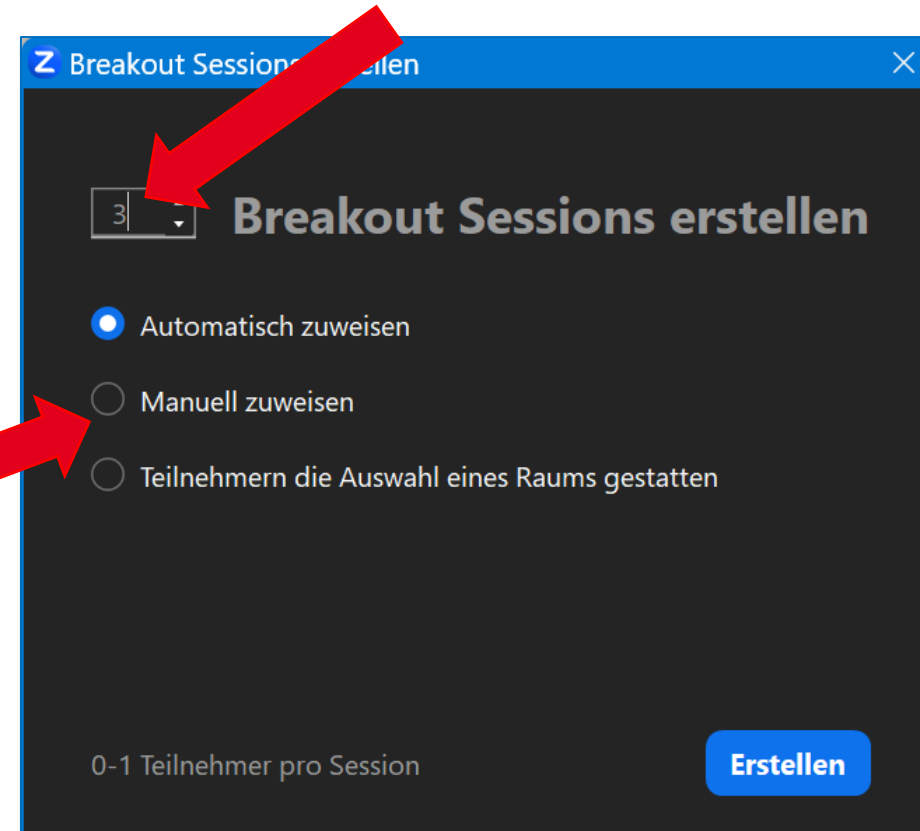 Z Breakout Sessions ellen
3 Breakout Sessions erstellen
Automatisch zuweisen
Manuell zuweisen
Teilnehmern die Auswahl eines Raums gestatten
0-1 Teilnehmer pro Session
Erstellen